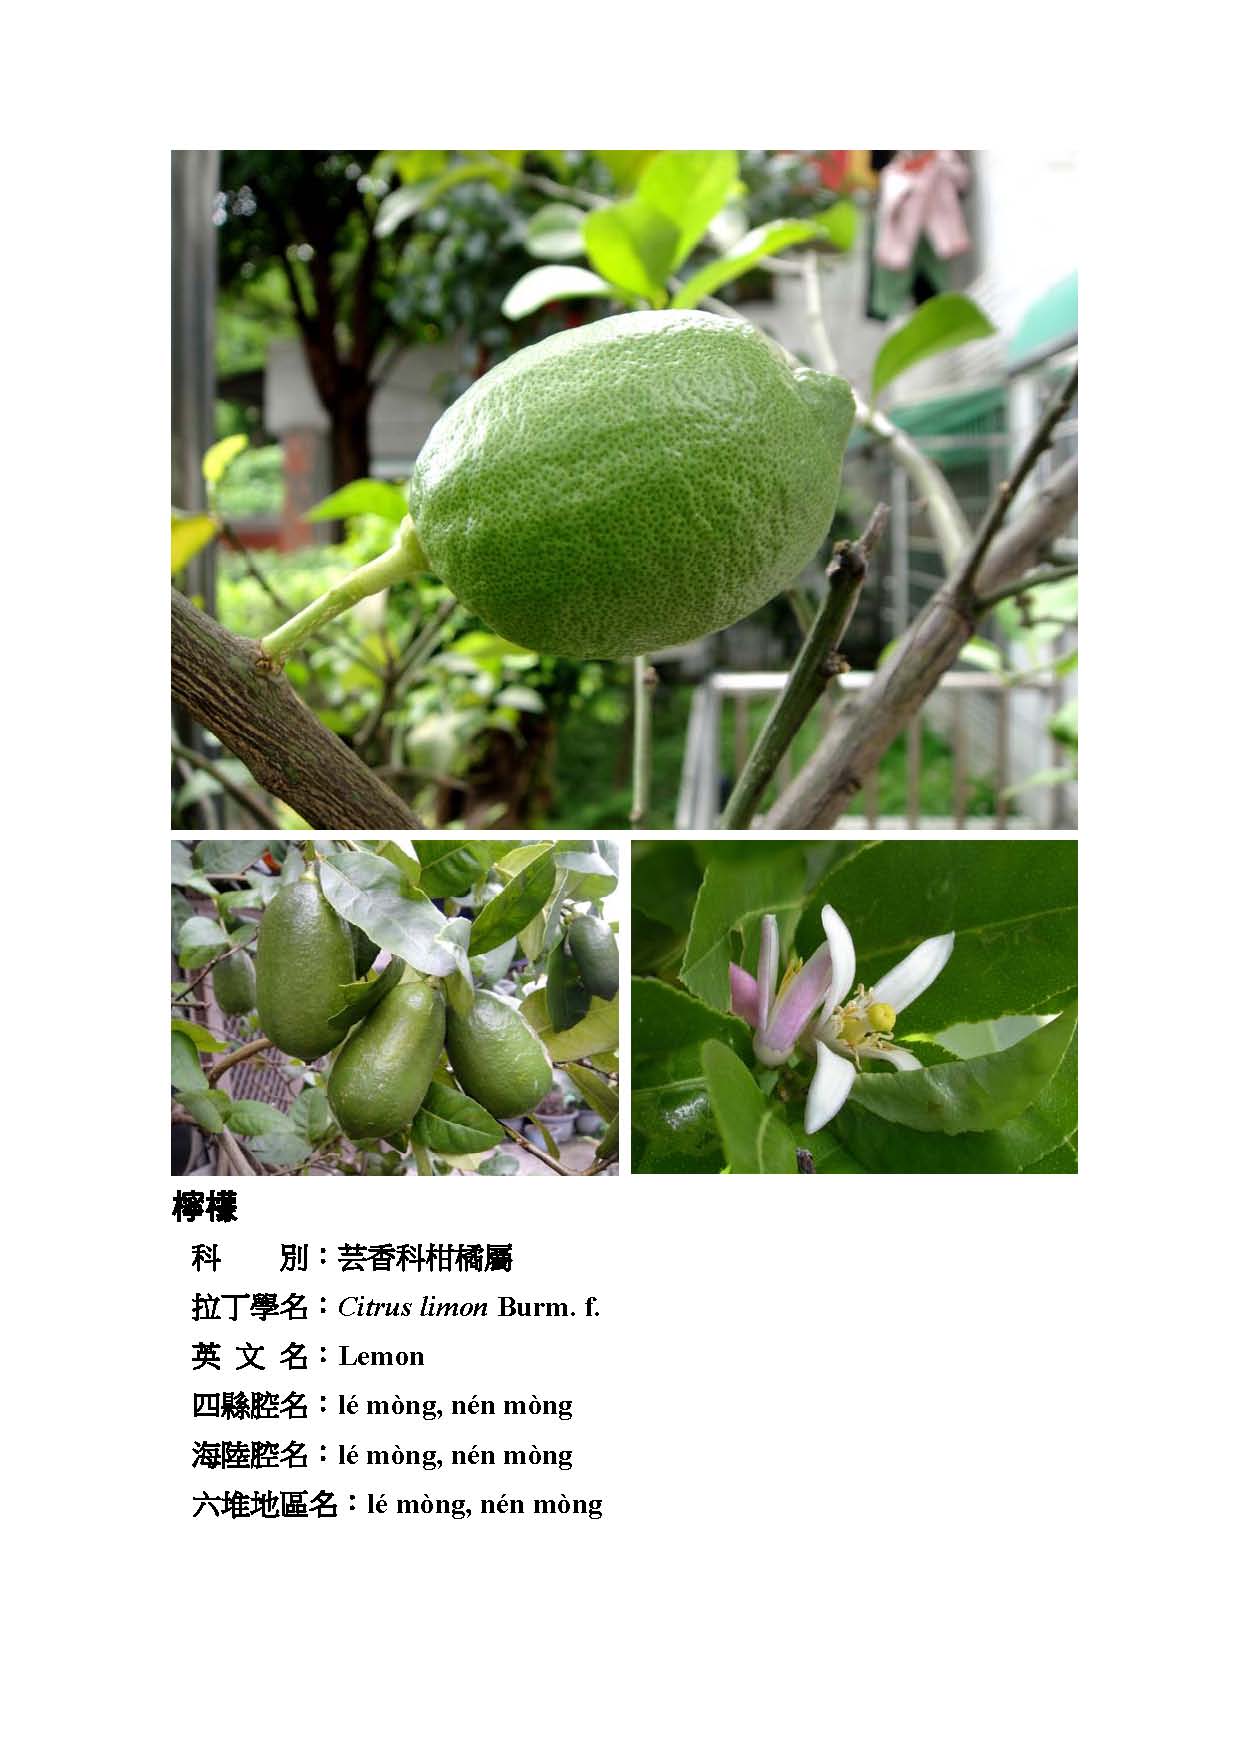 檸檬
科　　別：芸香科柑橘屬
拉丁學名：Citrus limon Burm. f.
英 文 名：Lemon
四縣腔名：lé mòng, nén mòng
海陸腔名：lé mòng, nén mòng
六堆地區名：lé mòng, nén mòng